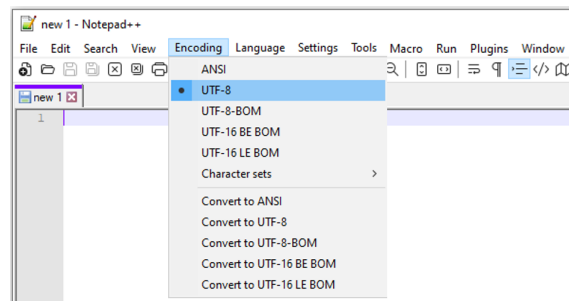 new 1 - Notepad++
File Edit Search View Encoding Language Settings Tools Macro Run Plugins Window
new 1
1
ANSI
UTF-8
UTF-8-BOM
UTF-16 BE BOM
UTF-16 LE BOM
Character sets
Convert to ANSI
Convert to UTF-8
Convert to UTF-8-BOM
Convert to UTF-16 BE BOM
Convert to UTF-16 LE BOM